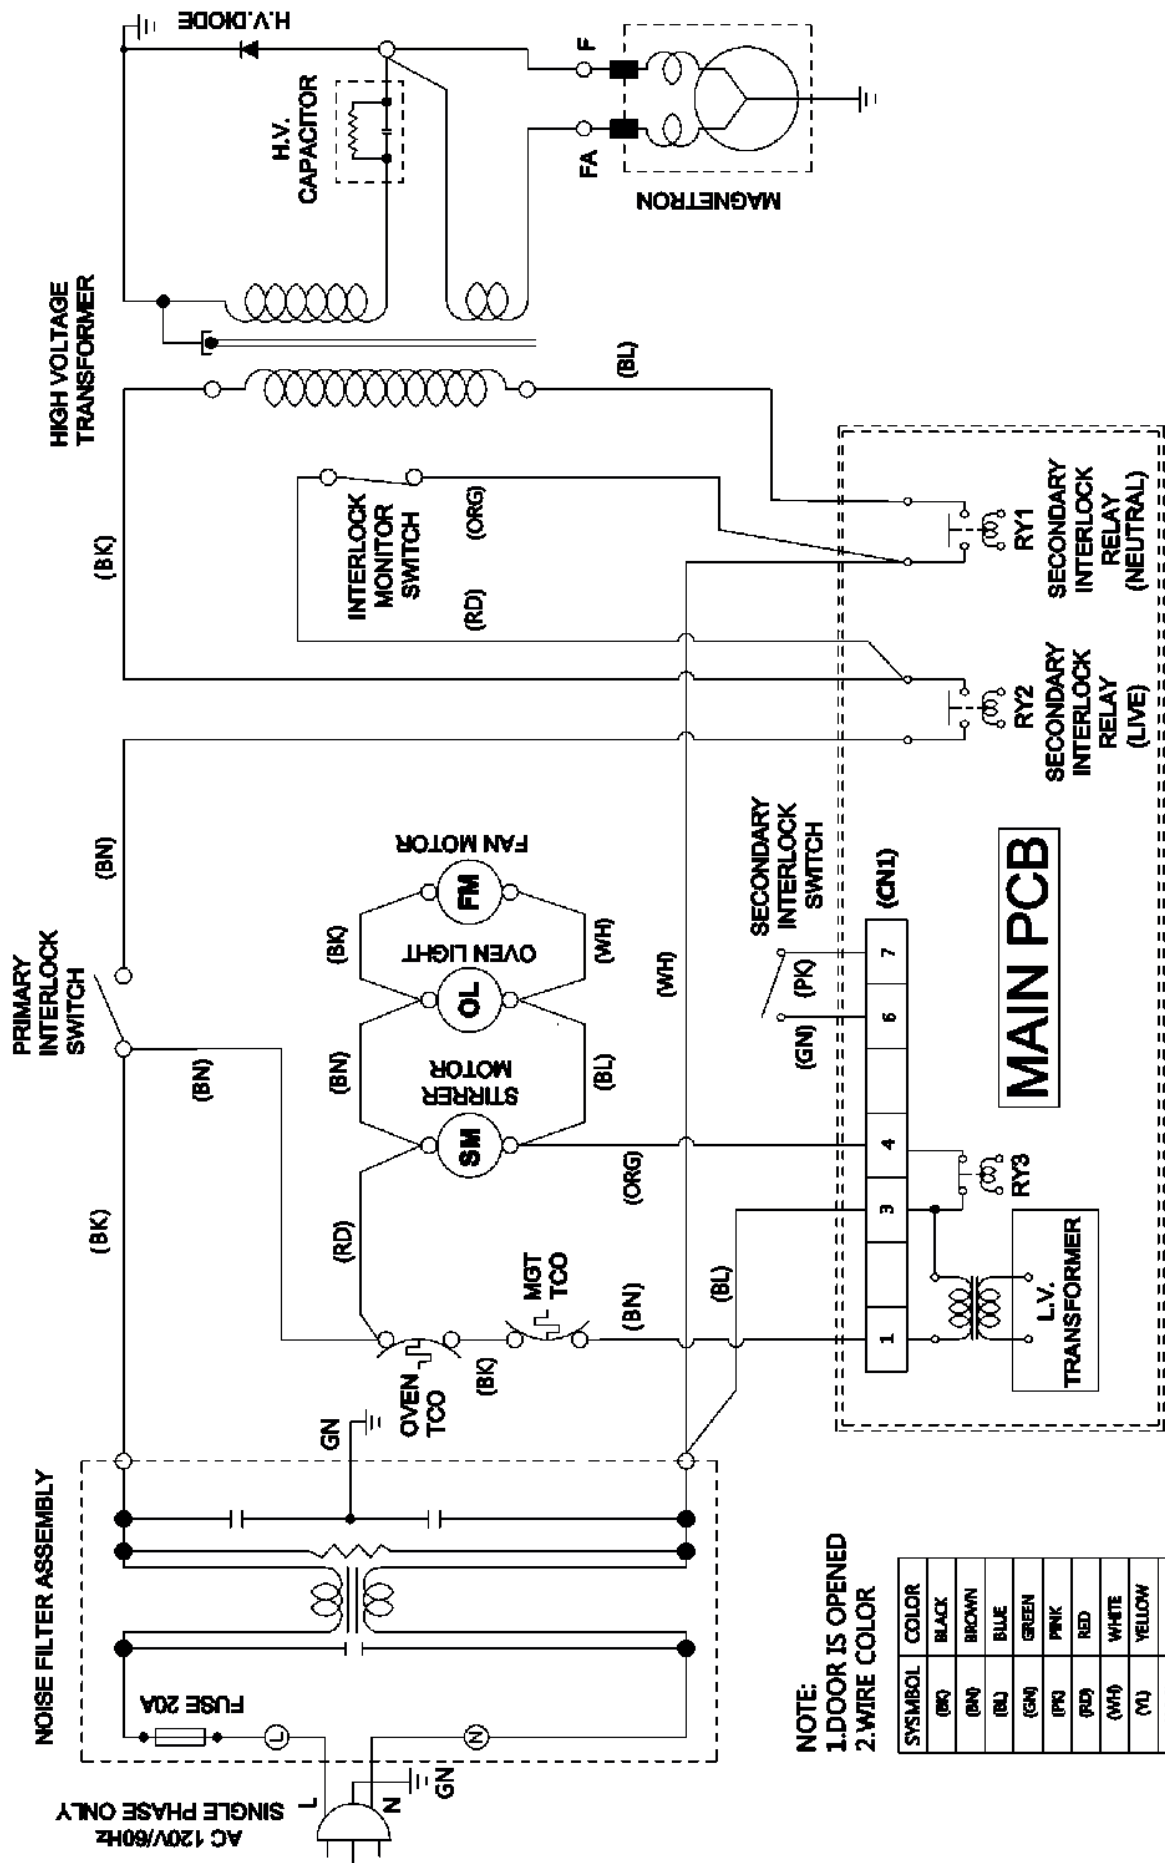 NOISE FILTER ASSEMBLY
AC 120V/60Hz
SINGLE PHASE ONLY
L
N
GN
FUSE 20A
L
N
GN
PRIMARY
INTERLOCK
SWITCH
(BK)
(BN)
(BN)
(BK)
HIGH VOLTAGE
TRANSFORMER
H.V.DIODE
H.V.
CAPACITOR
F
FA
MAGNETRON
(BL)
INTERLOCK
MONITOR
SWITCH
(ORG)
(RD)
OVEN
TCO
(BK)
MGT
TCO
(BN)
(RD)
STIRRER
MOTOR
SM
(BN)
(BL)
OVEN LIGHT
OL
(BK)
(WH)
FAN MOTOR
FM
(ORG)
(BL)
(WH)
SECONDARY
INTERLOCK
SWITCH
(GN)
(PK)
(CN1)
1
3
4
6
7
L.V.
TRANSFORMER
RY3
MAIN PCB
RY2
SECONDARY
INTERLOCK
RELAY
(LIVE)
RY1
SECONDARY
INTERLOCK
RELAY
(NEUTRAL)
NOTE:
1.DOOR IS OPENED
2.WIRE COLOR
SYSMBOL COLOR
(BK) BLACK
(BN) BROWN
(BL) BLUE
(GN) GREEN
(PK) PINK
(RD) RED
(WH) WHITE
(YL) YELLOW